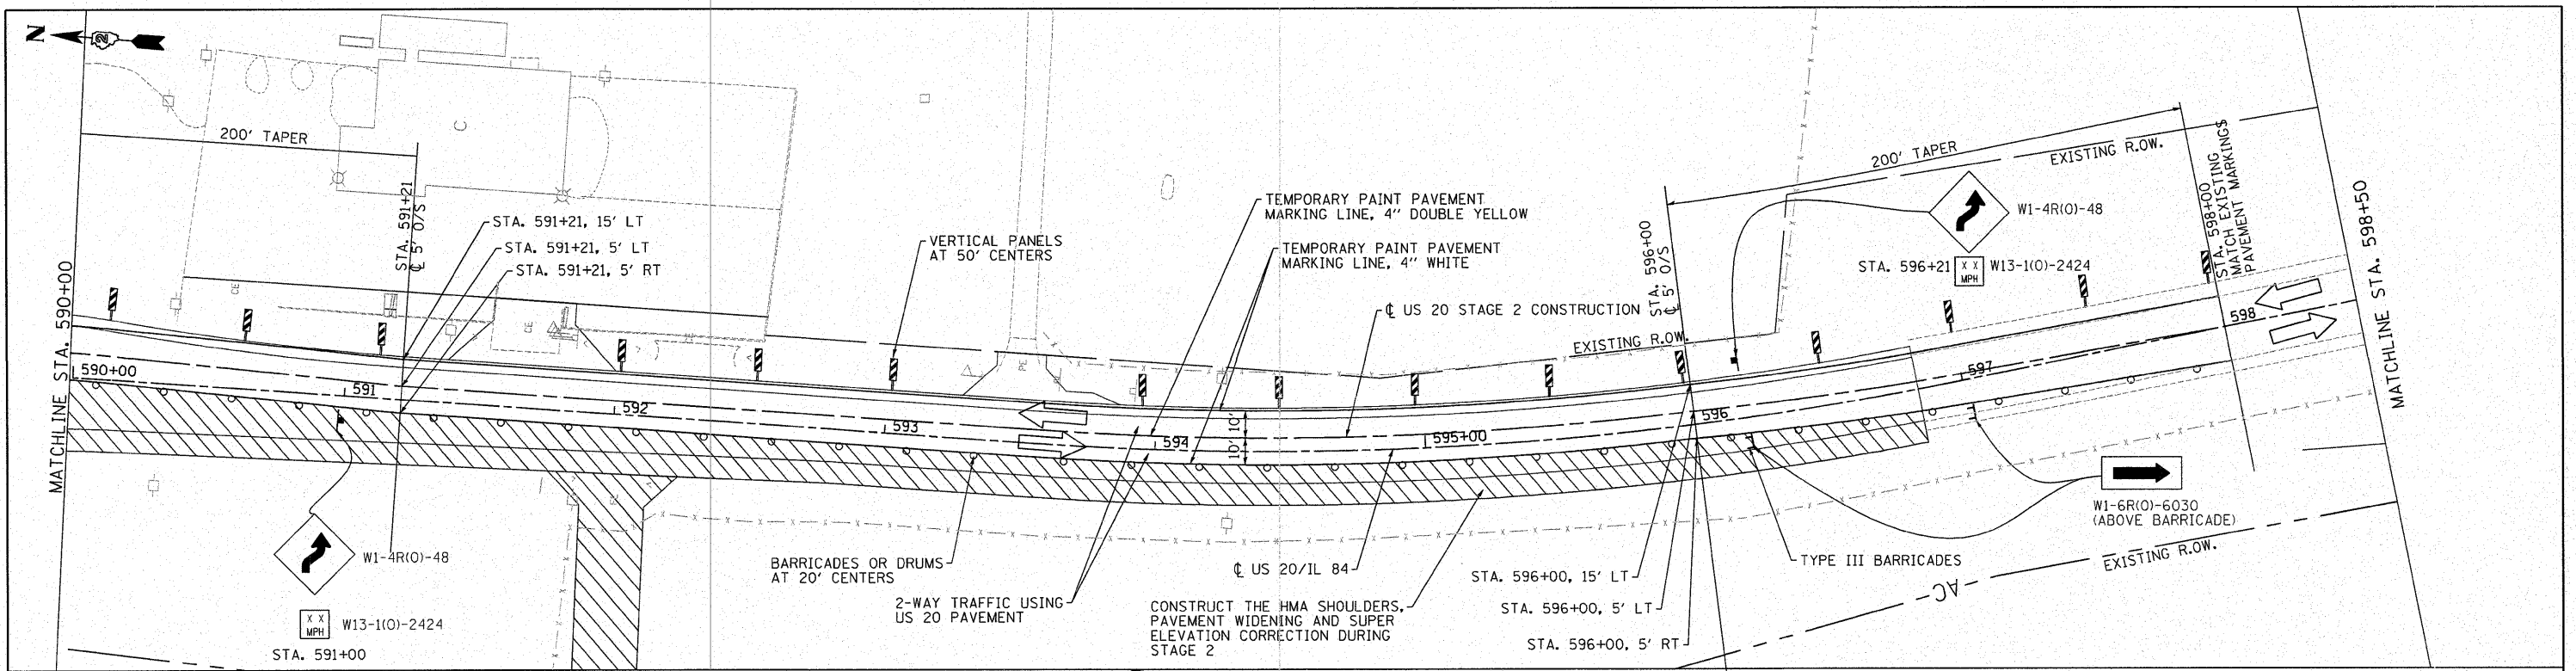 N
2
200' TAPER
STA. 591+21
℄ 5' O/S
STA. 591+21, 15' LT
STA. 591+21, 5' LT
STA. 591+21, 5' RT
VERTICAL PANELS
AT 50' CENTERS
TEMPORARY PAINT PAVEMENT
MARKING LINE, 4" DOUBLE YELLOW
TEMPORARY PAINT PAVEMENT
MARKING LINE, 4" WHITE
℄ US 20 STAGE 2 CONSTRUCTION
STA. 596+00
℄ 5' O/S
EXISTING R.OW.
200' TAPER
EXISTING R.OW.
W1-4R(O)-48
STA. 596+21
X X
MPH
W13-1(O)-2424
STA. 598+00
MATCH EXISTING
PAVEMENT MARKINGS
MATCHLINE STA. 598+50
MATCHLINE STA. 590+00
CE
CE
590+00
591
592
593
594
595+00
596
597
598
10'
10'
W1-4R(O)-48
X X
MPH
W13-1(O)-2424
STA. 591+00
BARRICADES OR DRUMS
AT 20' CENTERS
2-WAY TRAFFIC USING
US 20 PAVEMENT
℄ US 20/IL 84
CONSTRUCT THE HMA SHOULDERS,
PAVEMENT WIDENING AND SUPER
ELEVATION CORRECTION DURING
STAGE 2
STA. 596+00, 15' LT
STA. 596+00, 5' LT
STA. 596+00, 5' RT
TYPE III BARRICADES
W1-6R(O)-6030
(ABOVE BARRICADE)
EXISTING R.OW.
AC